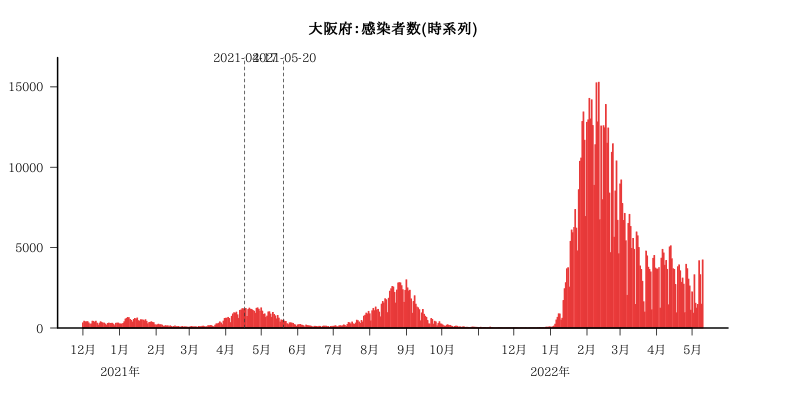 大阪府:感染者数(時系列)
2021-04-17 2021-05-20
15000
10000
5000
0
12月 1月 2月 3月 4月 5月 6月 7月 8月 9月 10月 12月 1月 2月 3月 4月 5月
2021年 2022年